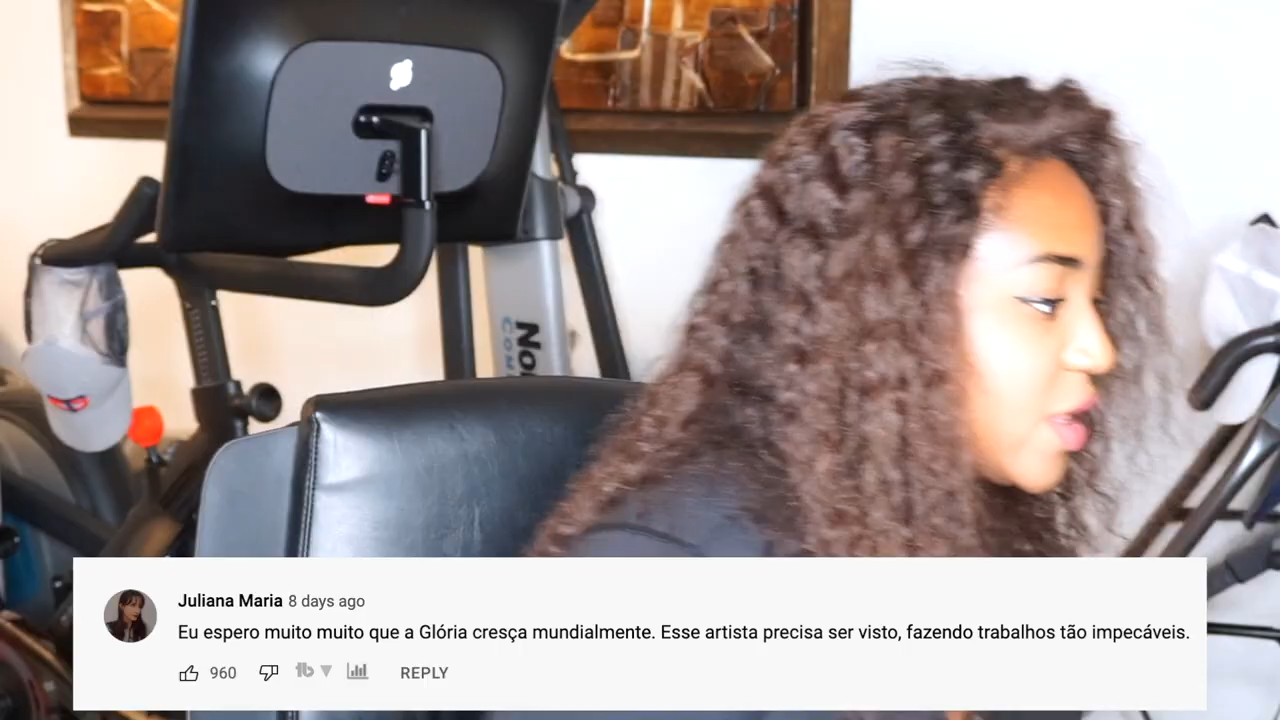 Juliana Maria 8 days ago
Eu espero muito muito que a Glória cresça mundialmente. Esse artista precisa ser visto, fazendo trabalhos tão impecáveis.
960
REPLY